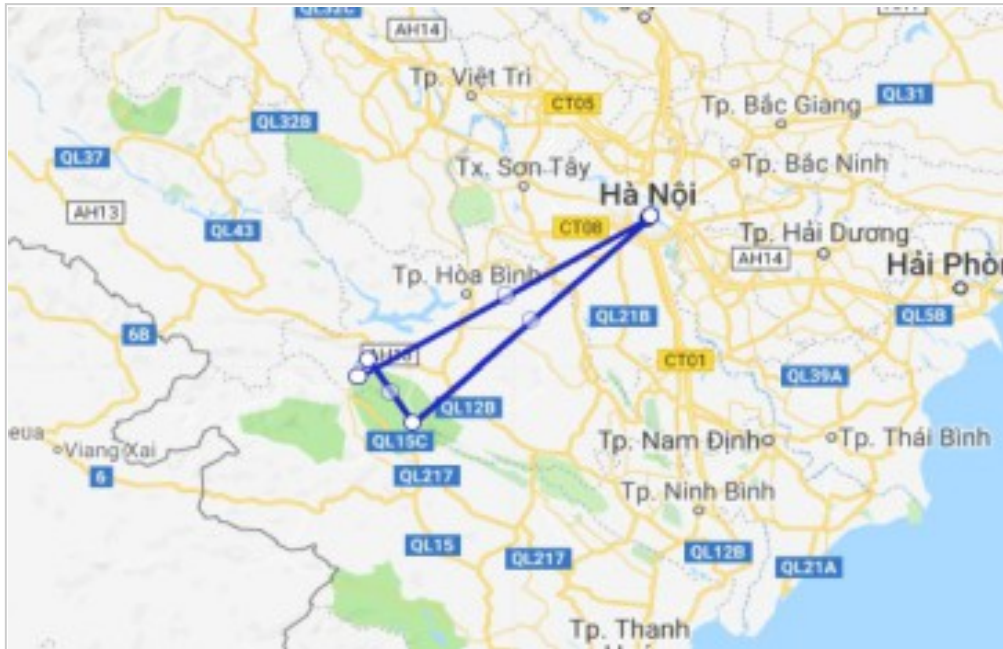 AH14
Tp. Việt Trì
CT05
QL31
Tp. Bắc Giang
QL32B
QL37
Tx. Sơn Tây
Tp. Bắc Ninh
Hà Nội
AH13
QL43
CT08
Tp. Hải Dương
AH14
Tp. Hòa Bình
Hải Phòn
QL21B
QL5B
6B
CT01
QL39A
QL12B
QL15C
Tp. Nam Định
Tp. Thái Bình
eua
Viang Xai
6
QL217
Tp. Ninh Bình
QL15
QL217
QL12B
QL21A
Tp. Thanh